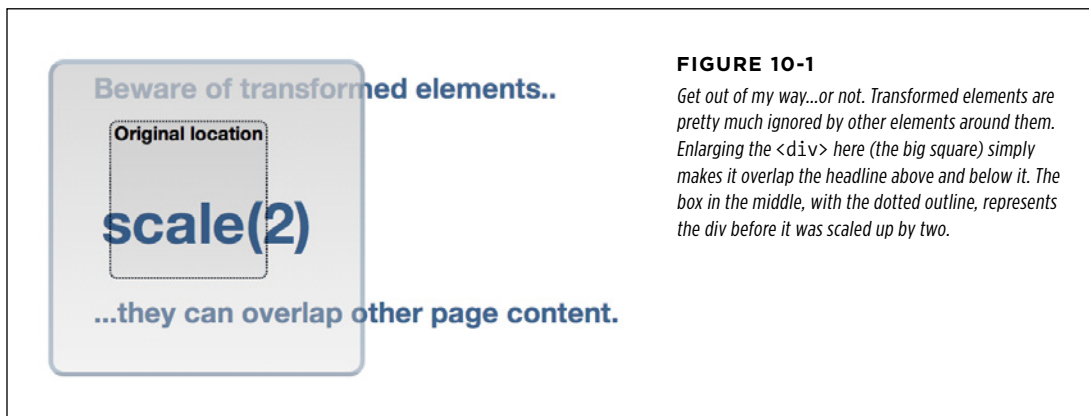 Beware of transformed elements..
Original location
scale(2)
...they can overlap other page content.
FIGURE 10-1
Get out of my way...or not. Transformed elements are
pretty much ignored by other elements around them.
Enlarging the <div> here (the big square) simply
makes it overlap the headline above and below it. The
box in the middle, with the dotted outline, represents
the div before it was scaled up by two.